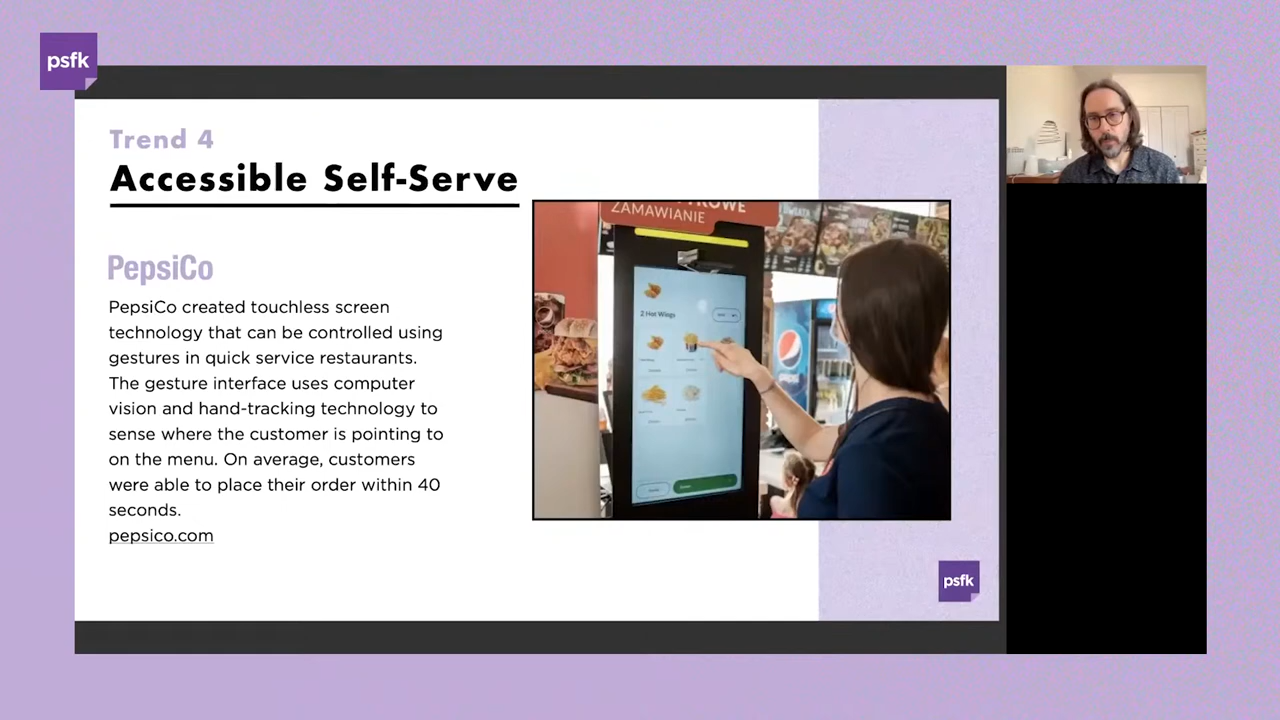 psfk
Trend 4
Accessible Self-Serve
PepsiCo
PepsiCo created touchless screen
technology that can be controlled using
gestures in quick service restaurants.
The gesture interface uses computer
vision and hand-tracking technology to
sense where the customer is pointing to
on the menu. On average, customers
were able to place their order within 40
seconds.
pepsico.com
ZAMAWIANIE
2 Hot Wings
psfk